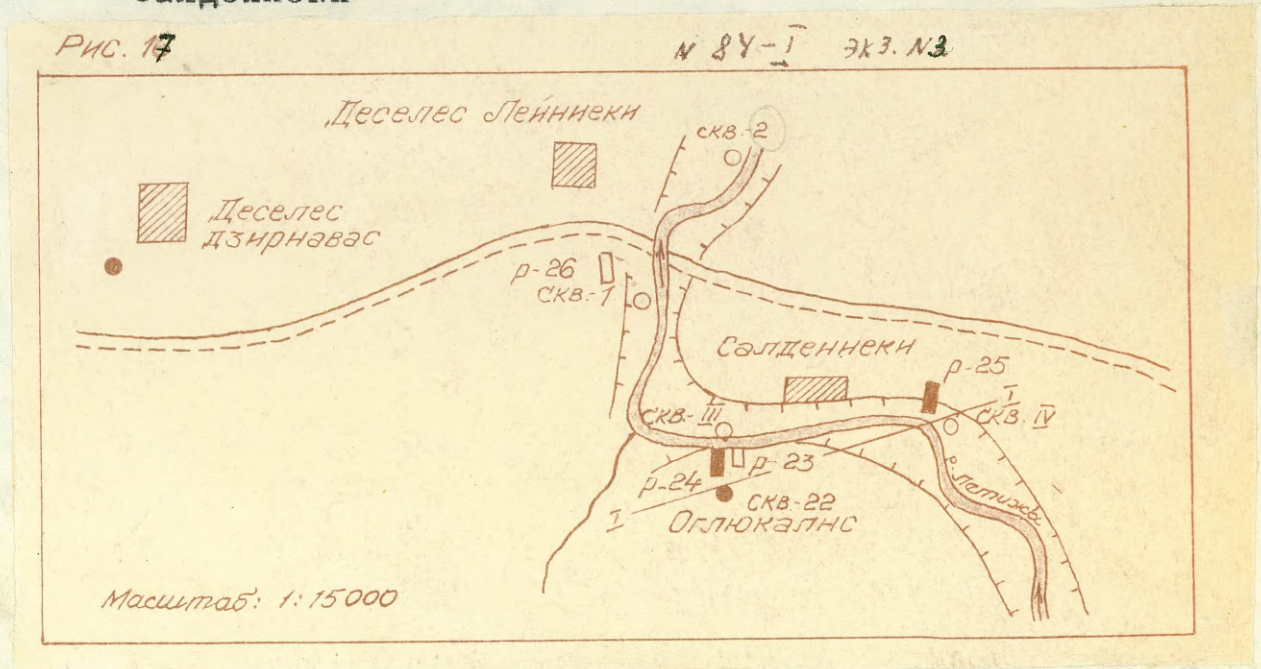 Рис. 17
N 84-I ЭКЗ. N3
Деселес Лейниеки
скв.-2
Деселес
дзирнавас
р-26
скв.-1
Салденнеки
р-25
I
скв.-III
скв. IV
р-23
р-24
р. Летижа
скв.-22
I
Оглюкалнс
Масштаб: 1:15000